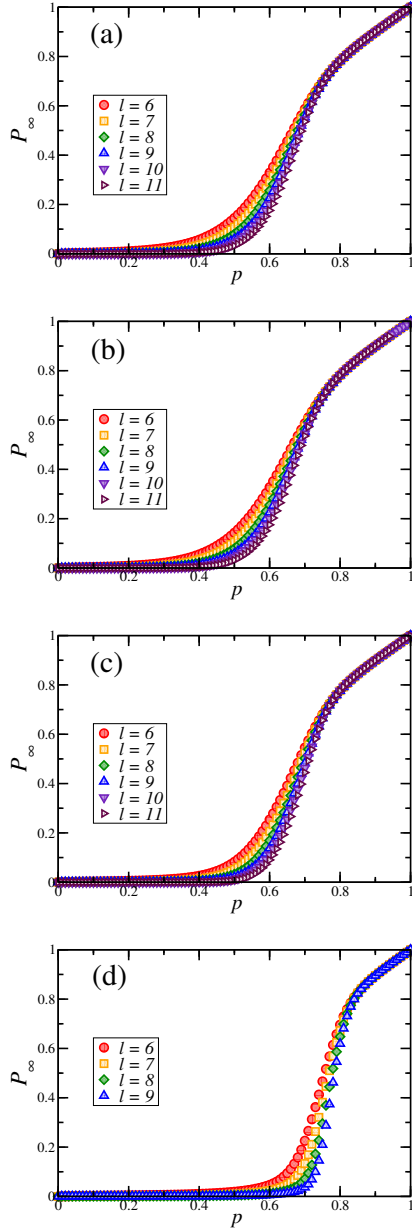 (a)
1
0.8
0.6
0.4
0.2
0
P∞
l = 6
l = 7
l = 8
l = 9
l = 10
l = 11
0 0.2 0.4 0.6 0.8 1
p
(b)
1
0.8
0.6
0.4
0.2
0
P∞
l = 6
l = 7
l = 8
l = 9
l = 10
l = 11
0 0.2 0.4 0.6 0.8 1
p
(c)
1
0.8
0.6
0.4
0.2
0
P∞
l = 6
l = 7
l = 8
l = 9
l = 10
l = 11
0 0.2 0.4 0.6 0.8 1
p
(d)
1
0.8
0.6
0.4
0.2
0
P∞
l = 6
l = 7
l = 8
l = 9
0 0.2 0.4 0.6 0.8 1
p